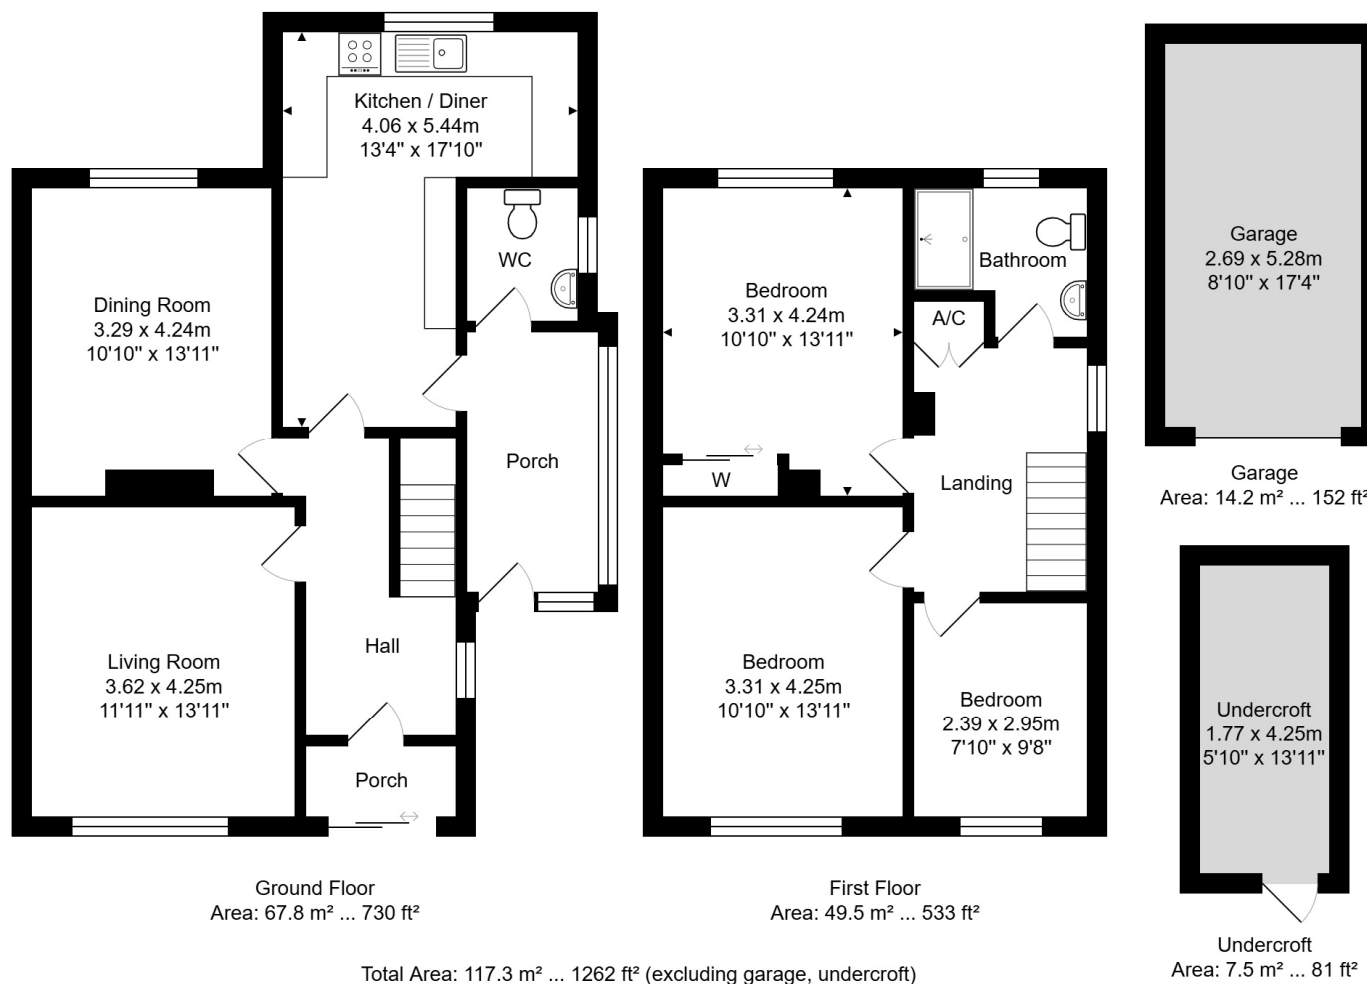 Kitchen / Diner
4.06 x 5.44m
13'4" x 17'10"
WC
Dining Room
3.29 x 4.24m
10'10" x 13'11"
Porch
Living Room
3.62 x 4.25m
11'11" x 13'11"
Hall
Porch
Ground Floor
Area: 67.8 m² ... 730 ft²
Bedroom
3.31 x 4.24m
10'10" x 13'11"
Bathroom
A/C
W
Landing
Bedroom
3.31 x 4.25m
10'10" x 13'11"
Bedroom
2.39 x 2.95m
7'10" x 9'8"
First Floor
Area: 49.5 m² ... 533 ft²
Garage
2.69 x 5.28m
8'10" x 17'4"
Garage
Area: 14.2 m² ... 152 ft²
Undercroft
1.77 x 4.25m
5'10" x 13'11"
Undercroft
Area: 7.5 m² ... 81 ft²
Total Area: 117.3 m² ... 1262 ft² (excluding garage, undercroft)